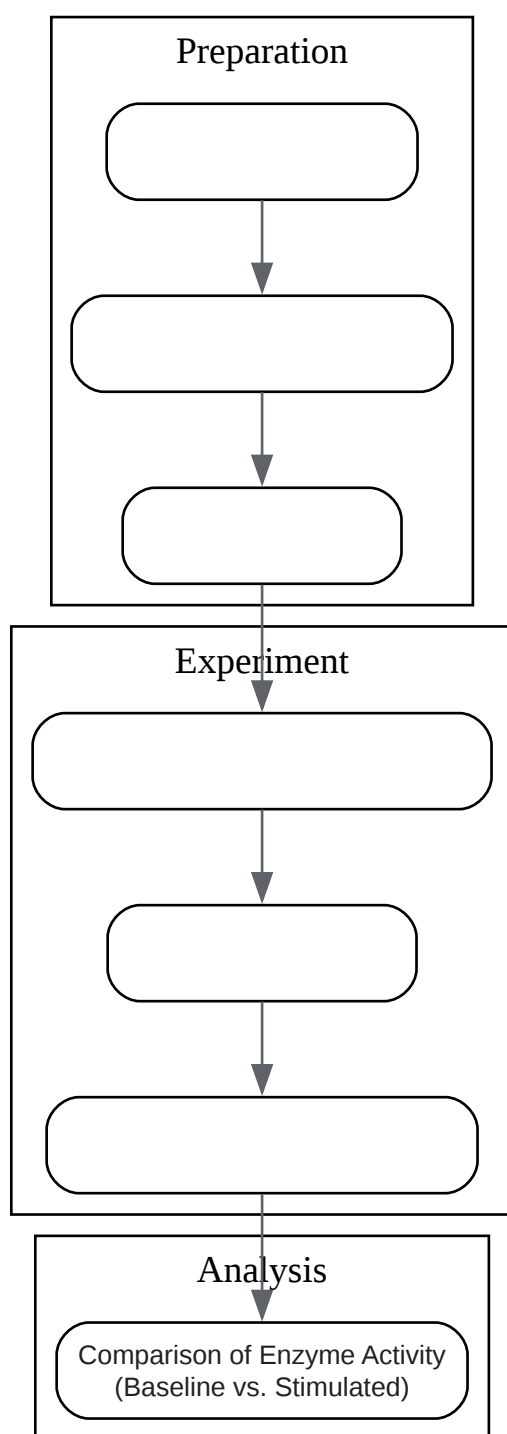 Preparation
Experiment
Analysis
Comparison of Enzyme Activity
(Baseline vs. Stimulated)